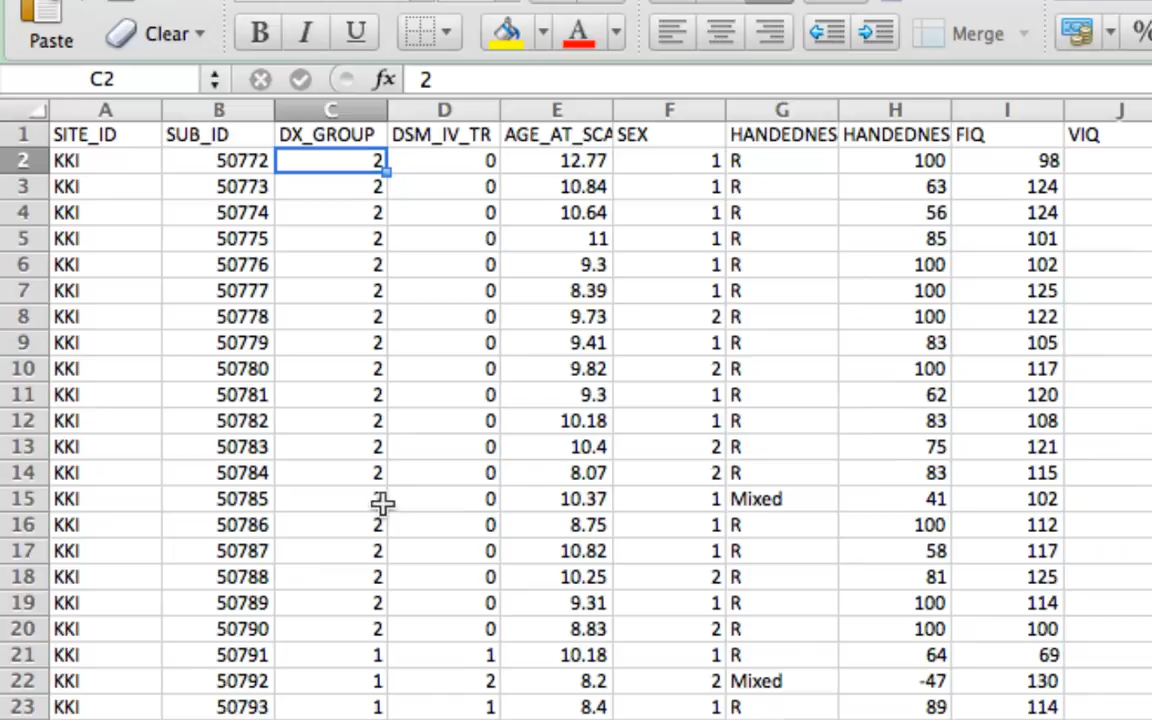 Paste Clear B I U A Merge %
C2 fx 2
A B C D E F G H I J
1 SITE_ID SUB_ID DX_GROUP DSM_IV_TR AGE_AT_SCA SEX HANDEDNES HANDEDNES FIQ VIQ
2 KKI 50772 2 0 12.77 1 R 100 98
3 KKI 50773 2 0 10.84 1 R 63 124
4 KKI 50774 2 0 10.64 1 R 56 124
5 KKI 50775 2 0 11 1 R 85 101
6 KKI 50776 2 0 9.3 1 R 100 102
7 KKI 50777 2 0 8.39 1 R 100 125
8 KKI 50778 2 0 9.73 2 R 100 122
9 KKI 50779 2 0 9.41 1 R 83 105
10 KKI 50780 2 0 9.82 2 R 100 117
11 KKI 50781 2 0 9.3 1 R 62 120
12 KKI 50782 2 0 10.18 1 R 83 108
13 KKI 50783 2 0 10.4 2 R 75 121
14 KKI 50784 2 0 8.07 2 R 83 115
15 KKI 50785 0 10.37 1 Mixed 41 102
16 KKI 50786 2 0 8.75 1 R 100 112
17 KKI 50787 2 0 10.82 1 R 58 117
18 KKI 50788 2 0 10.25 2 R 81 125
19 KKI 50789 2 0 9.31 1 R 100 114
20 KKI 50790 2 0 8.83 2 R 100 100
21 KKI 50791 1 1 10.18 1 R 64 69
22 KKI 50792 1 2 8.2 2 Mixed -47 130
23 KKI 50793 1 1 8.4 1 R 89 114